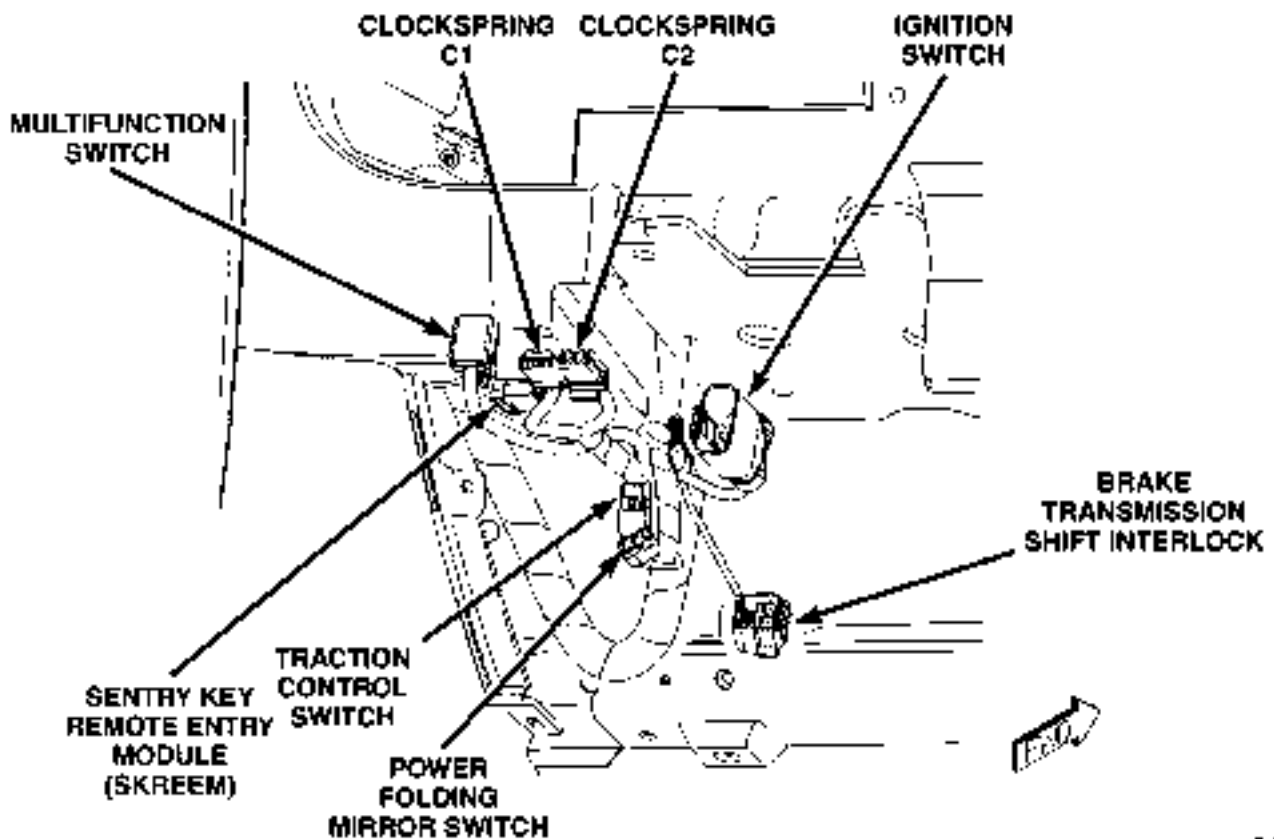 CLOCKSPRING
C1
CLOCKSPRING
C2
IGNITION
SWITCH
MULTIFUNCTION
SWITCH
BRAKE
TRANSMISSION
SHIFT INTERLOCK
TRACTION
CONTROL
SWITCH
SENTRY KEY
REMOTE ENTRY
MODULE
(SKREEM)
POWER
FOLDING
MIRROR SWITCH